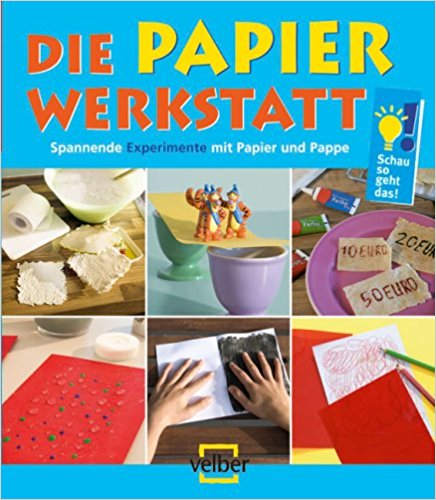 DIE PAPIER
WERKSTATT
Spannende Experimente mit Papier und Pappe
Schau
so
geht
das!
Farbe
10 EURO
20 EURO
50 EURO
velber